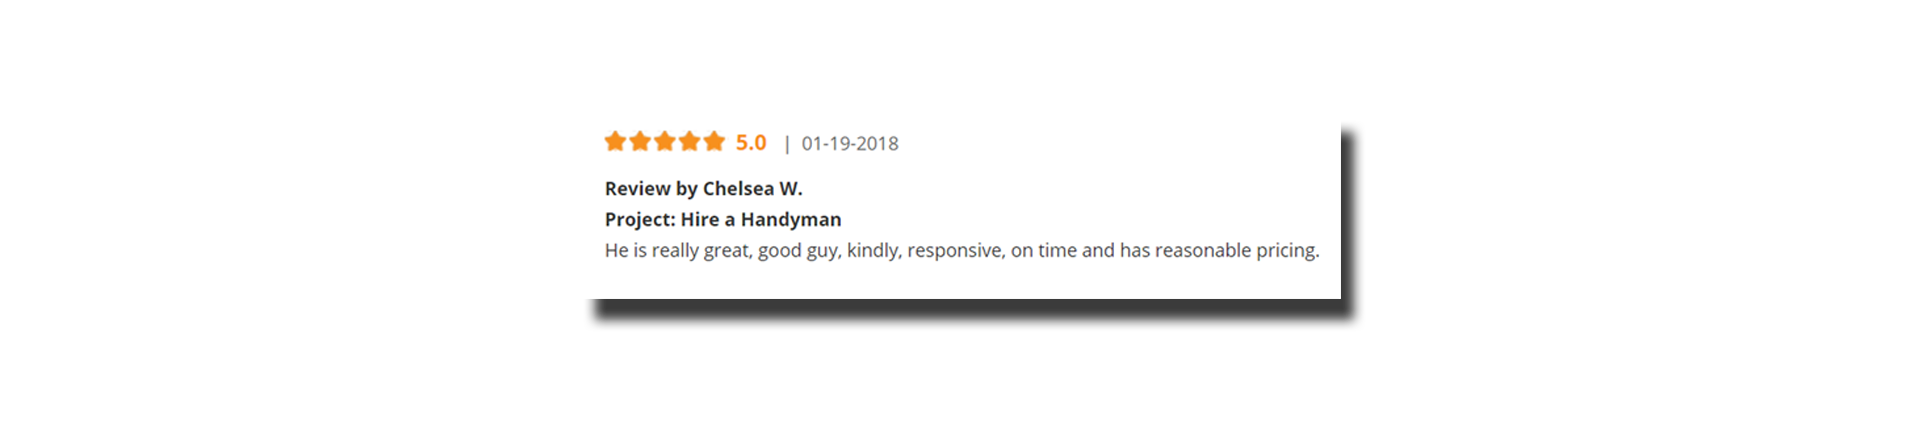 5.0 | 01-19-2018
Review by Chelsea W.
Project: Hire a Handyman
He is really great, good guy, kindly, responsive, on time and has reasonable pricing.